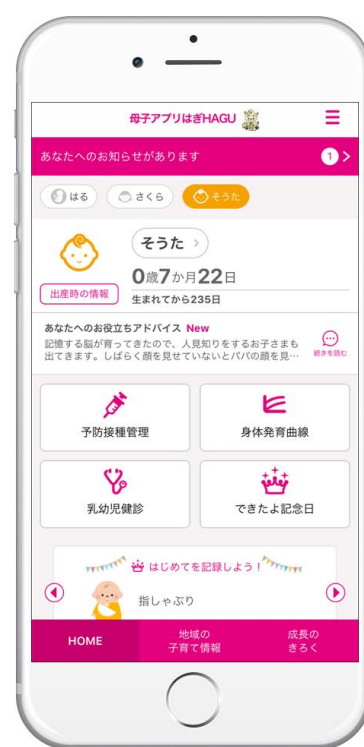 母子アプリはぎHAGU
あなたへのお知らせがあります 1
はる さくら そうた
そうた
0歳7か月22日
出産時の情報
生まれてから235日
あなたへのお役立ちアドバイス New
記憶する脳が育ってきたので、人見知りをするお子さまも
出てきます。しばらく顔を見せていないとパパの顔を見…
続きを読む
予防接種管理 身体発育曲線
乳幼児健診 できたよ記念日
はじめてを記録しよう!
指しゃぶり
HOME
地域の
子育て情報
成長の
きろく